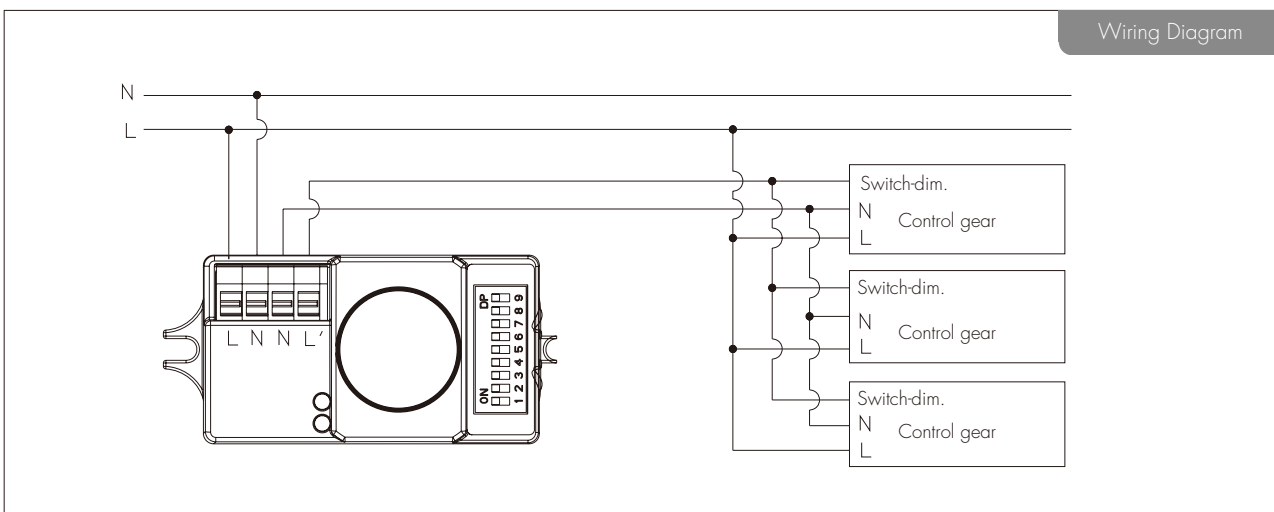 Wiring Diagram
N
L
Switch-dim.
N
Control gear
L
Switch-dim.
N
Control gear
L
Switch-dim.
N
Control gear
L
L N N L′
ON DP
1 2 3 4 5 6 7 8 9